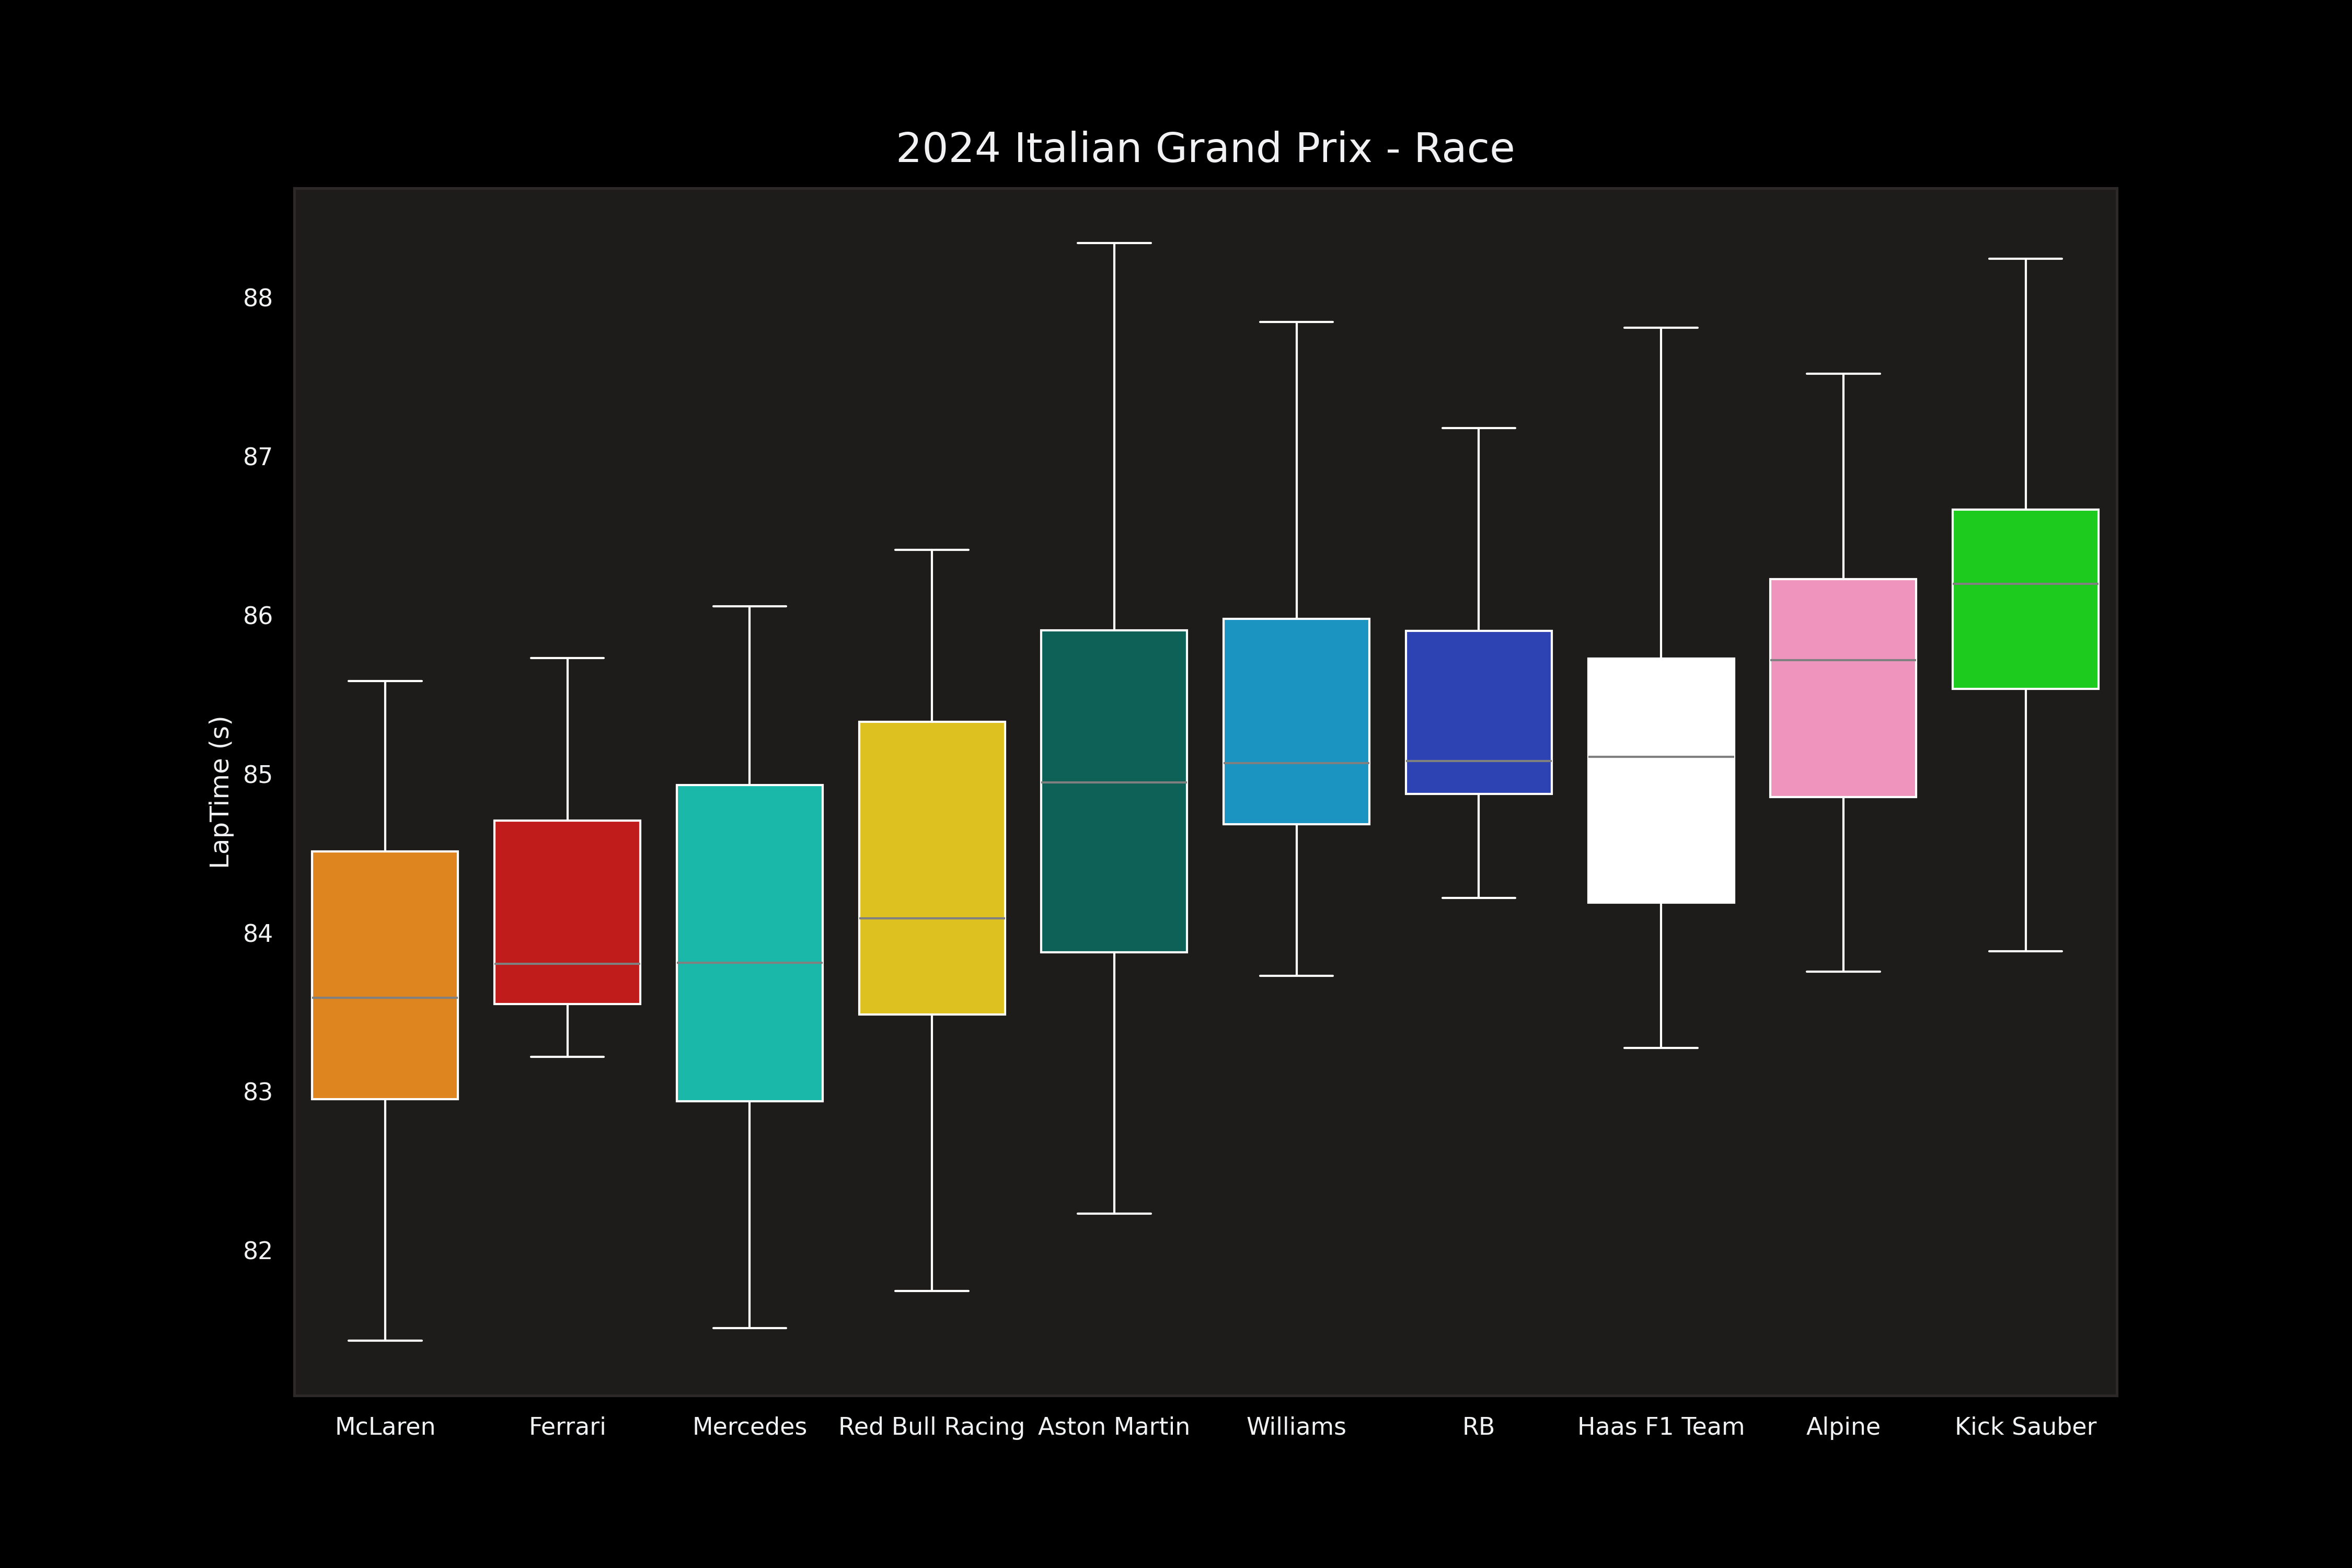 2024 Italian Grand Prix - Race
LapTime (s)
88
87
86
85
84
83
82
McLaren
Ferrari
Mercedes
Red Bull Racing
Aston Martin
Williams
RB
Haas F1 Team
Alpine
Kick Sauber